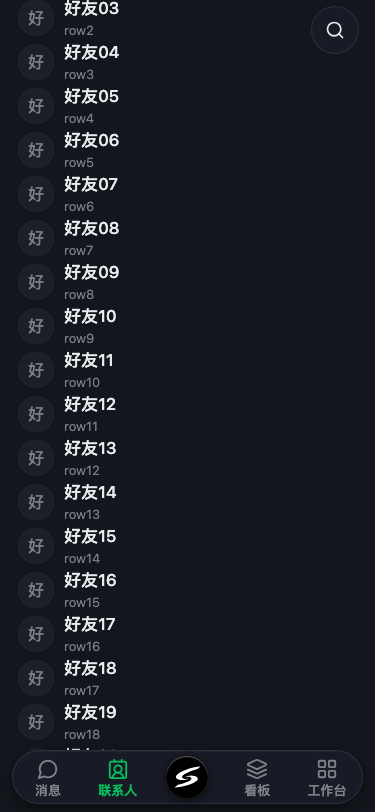 好友03
row2
好
好友04
row3
好
好友05
row4
好
好友06
row5
好
好友07
row6
好
好友08
row7
好
好友09
row8
好
好友10
row9
好
好友11
row10
好
好友12
row11
好
好友13
row12
好
好友14
row13
好
好友15
row14
好
好友16
row15
好
好友17
row16
好
好友18
row17
好
好友19
row18
好
消息
联系人
看板
工作台